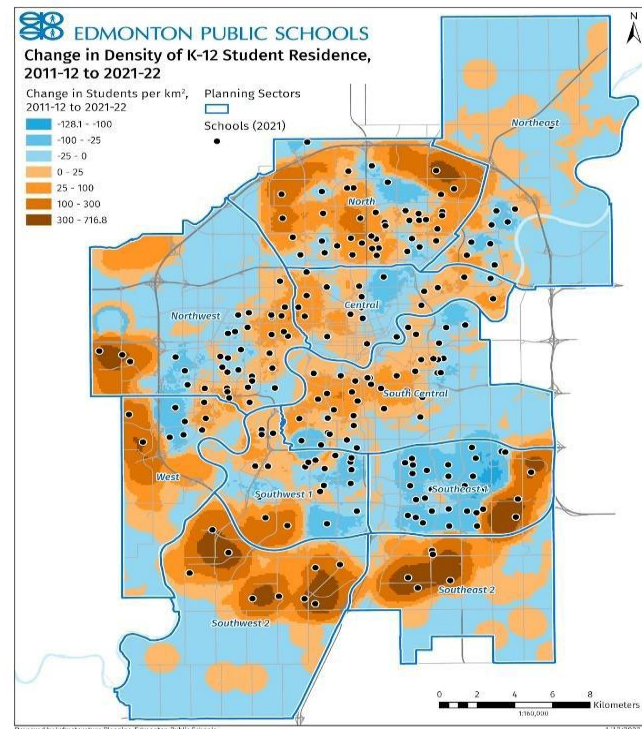 EDMONTON PUBLIC SCHOOLS
Change in Density of K-12 Student Residence,
2011-12 to 2021-22
Change in Students per km²,
2011-12 to 2021-22
-128.1 - -100
-100 - -25
-25 - 0
0 - 25
25 - 100
100 - 300
300 - 716.8
Planning Sectors
Schools (2021)
N
Northeast
North
Northwest
Central
South Central
West
Southwest 1
Southeast 1
Southeast 2
Southwest 2
0 2 4 6 8
Kilometers
1:160,000